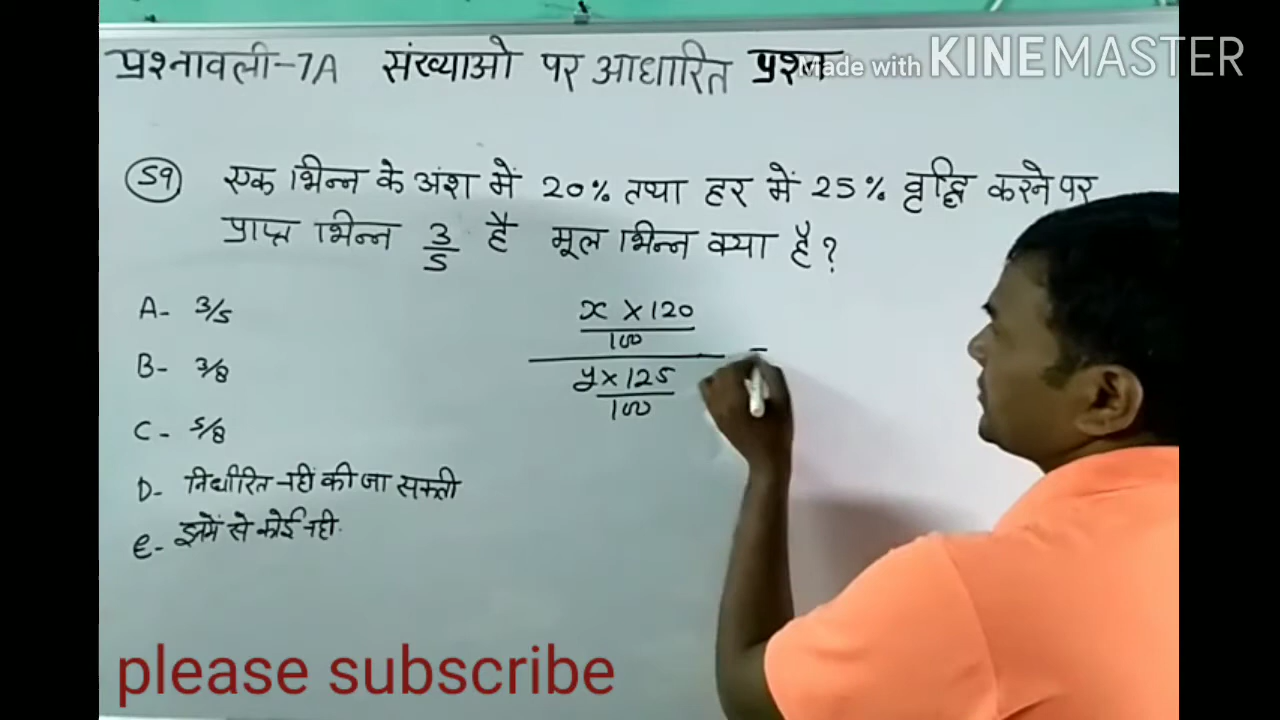 प्रश्नावली-7A संख्याओ पर आधारित प्रश्न
Made with KINEMASTER
59 एक भिन्न के अंश में 20% तथा हर में 25% वृद्धि करने पर
प्राप्त भिन्न 3/5 है मूल भिन्न क्या है?
A- 3/5
B- 3/8
C- 5/8
D- निर्धारित नहीं की जा सकती
E- इनमें से कोई नही.
x × 120
100
y × 125
100
=
please subscribe